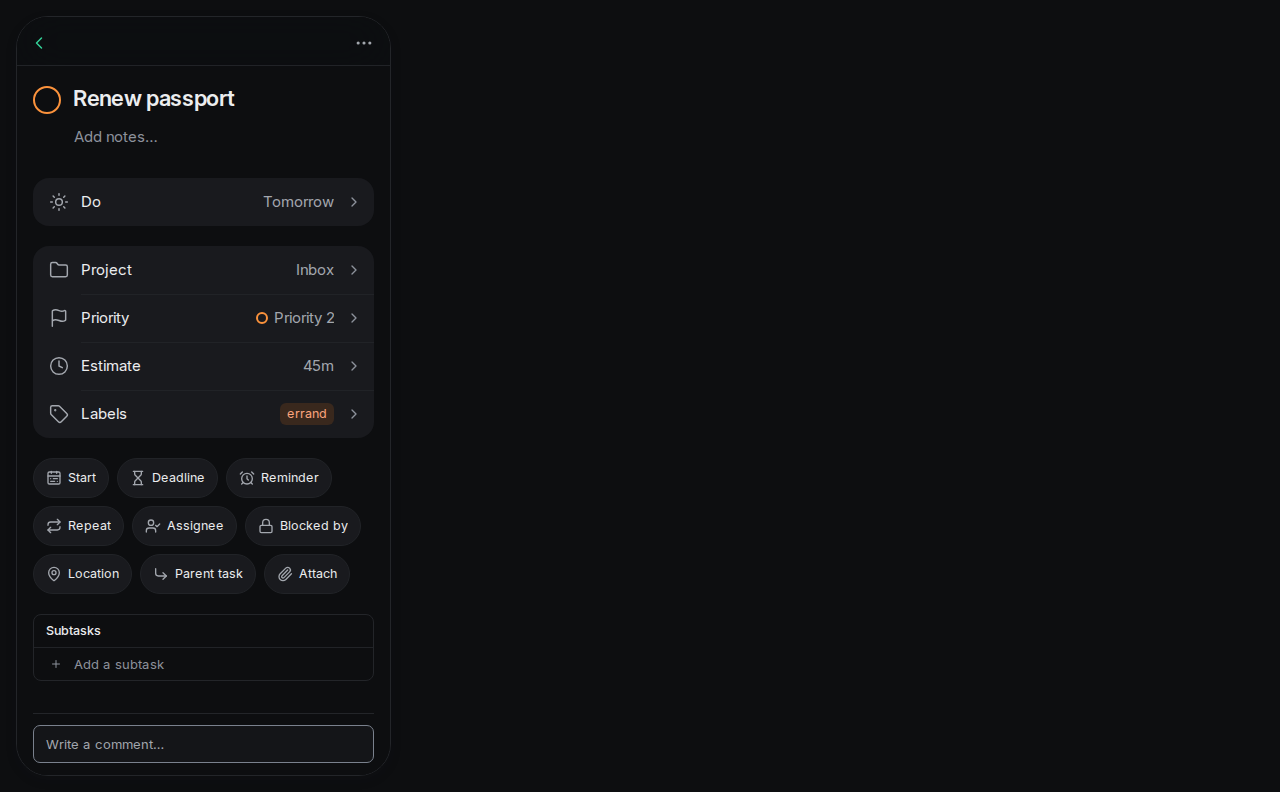 Renew passport
Add notes...
Do Tomorrow
Project Inbox
Priority Priority 2
Estimate 45m
Labels errand
Start Deadline Reminder
Repeat Assignee Blocked by
Location Parent task Attach
Subtasks
+ Add a subtask
Write a comment...